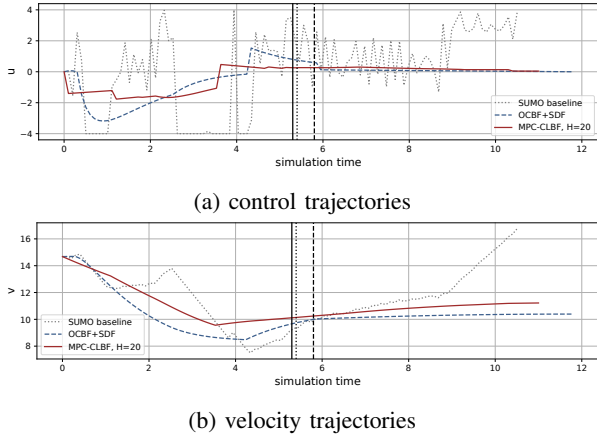 4
2
0
−2
−4
u
SUMO baseline
OCBF+SDF
MPC-CLBF, H=20
0 2 4 6 8 10 12
simulation time
(a) control trajectories
16
14
12
10
8
v
SUMO baseline
OCBF+SDF
MPC-CLBF, H=20
0 2 4 6 8 10 12
simulation time
(b) velocity trajectories